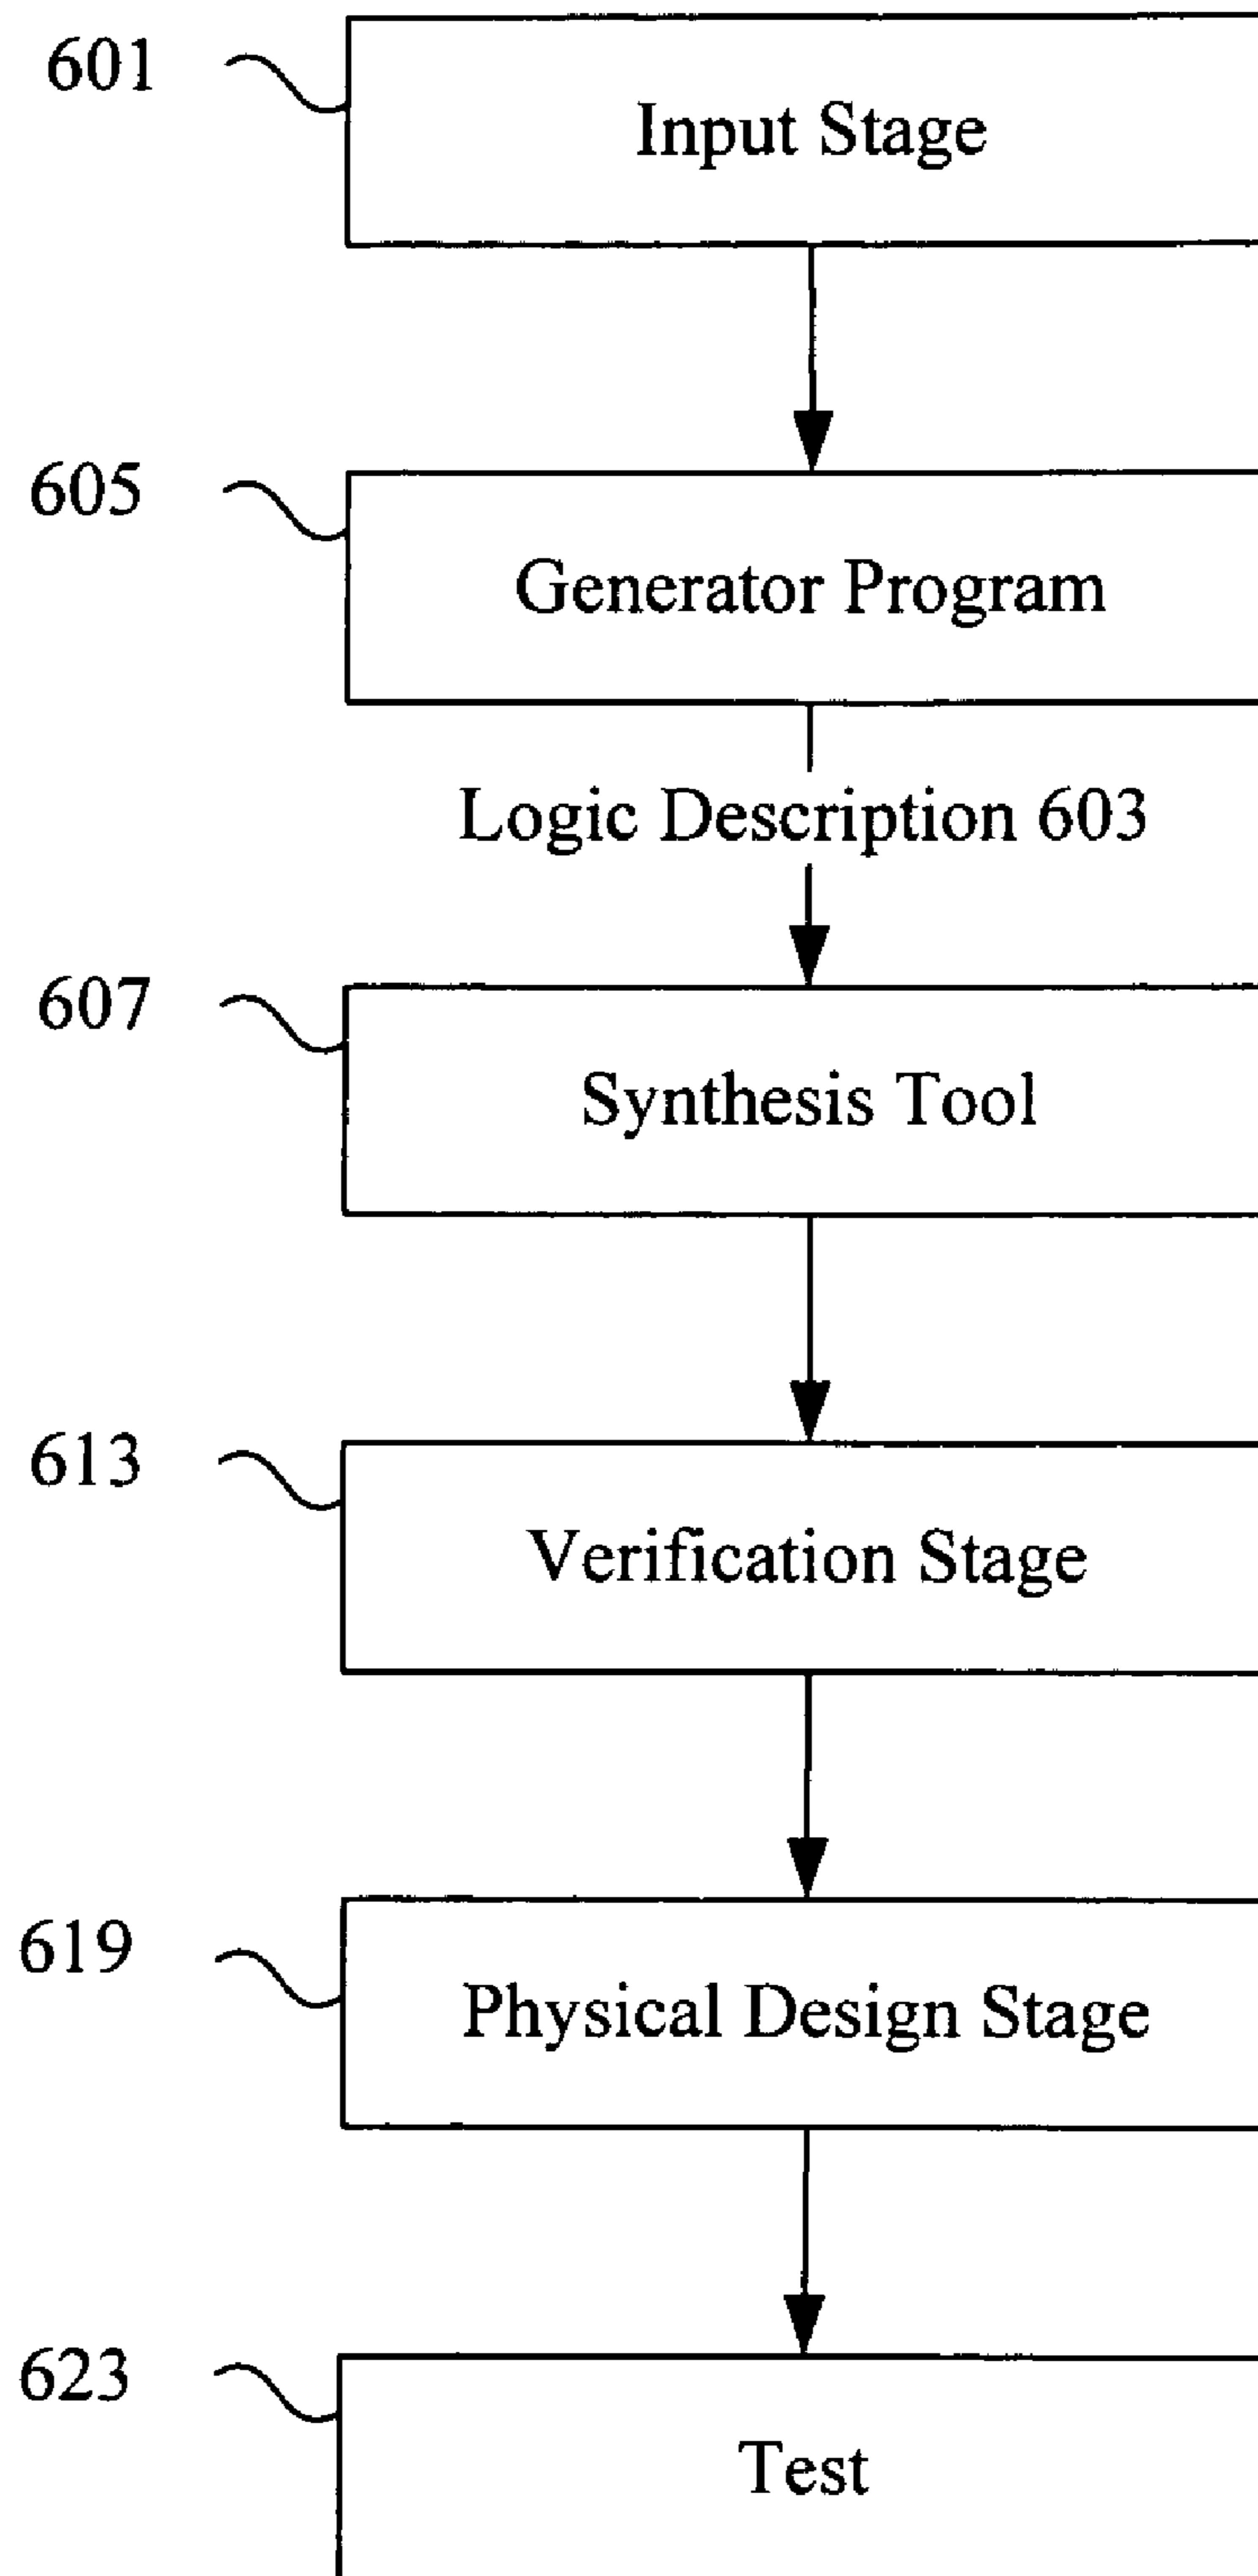 601
Input Stage
605
Generator Program
Logic Description 603
607
Synthesis Tool
613
Verification Stage
619
Physical Design Stage
623
Test